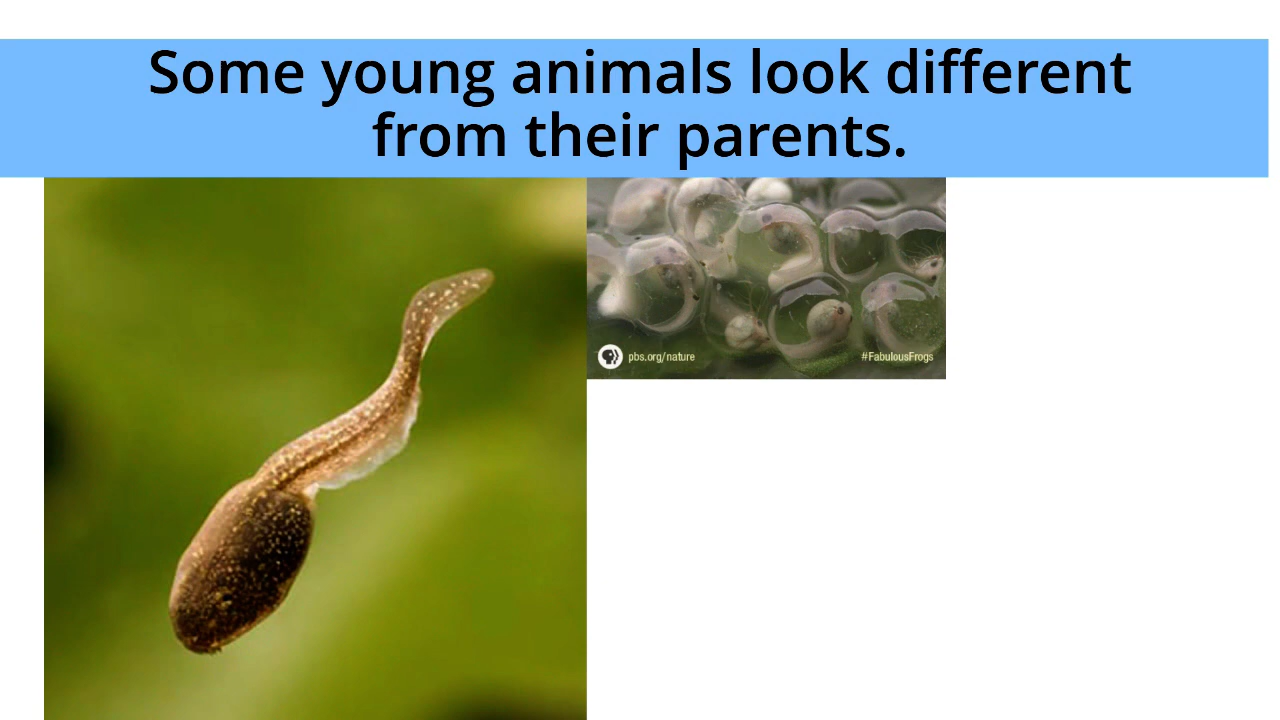 Some young animals look different
from their parents.
pbs.org/nature
#FabulousFrogs